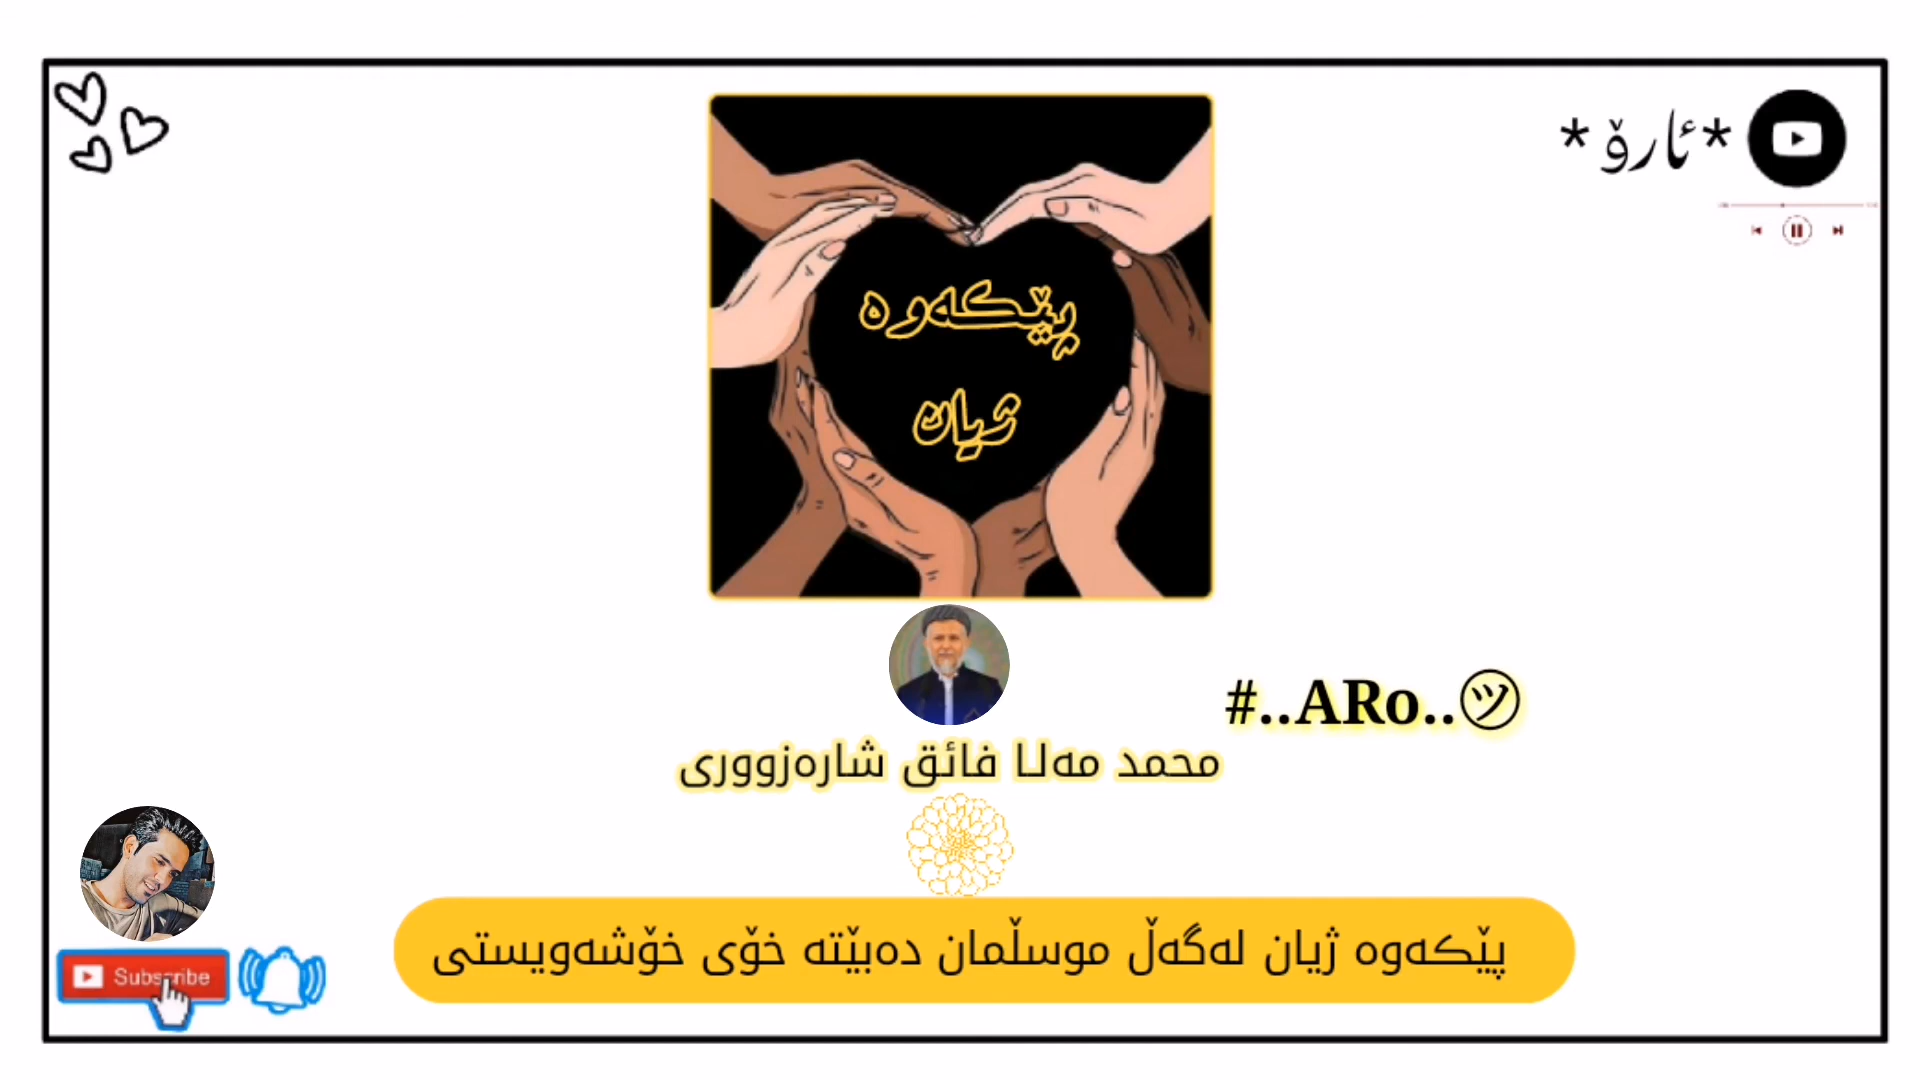 *ئارۆ*
پێکەوە
ژیان
#..ARo..㋡
محمد مەلا فائق شارەزووری
Subscribe
پێکەوە ژیان لەگەڵ موسڵمان دەبێتە خۆی خۆشەویستی